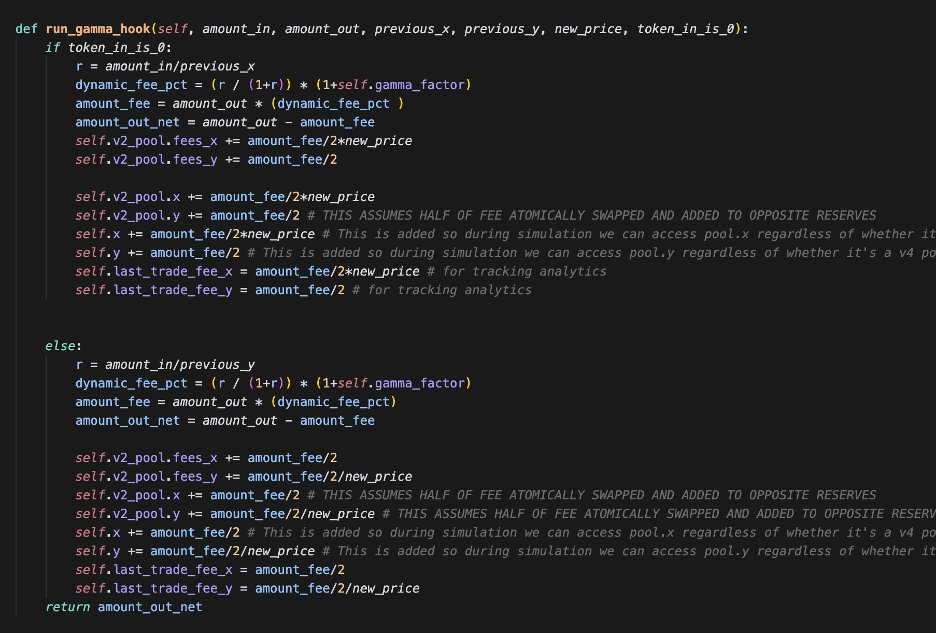 def run_gamma_hook(self, amount_in, amount_out, previous_x, previous_y, new_price, token_in_is_0):
if token_in_is_0:
r = amount_in/previous_x
dynamic_fee_pct = (r / (1+r)) * (1+self.gamma_factor)
amount_fee = amount_out * (dynamic_fee_pct )
amount_out_net = amount_out - amount_fee
self.v2_pool.fees_x += amount_fee/2*new_price
self.v2_pool.fees_y += amount_fee/2
self.v2_pool.x += amount_fee/2*new_price
self.v2_pool.y += amount_fee/2 # THIS ASSUMES HALF OF FEE ATOMICALLY SWAPPED AND ADDED TO OPPOSITE RESERVES
self.x += amount_fee/2*new_price # This is added so during simulation we can access pool.x regardless of whether it
self.y += amount_fee/2 # This is added so during simulation we can access pool.y regardless of whether it's a v4 po
self.last_trade_fee_x = amount_fee/2*new_price # for tracking analytics
self.last_trade_fee_y = amount_fee/2 # for tracking analytics
else:
r = amount_in/previous_y
dynamic_fee_pct = (r / (1+r)) * (1+self.gamma_factor)
amount_fee = amount_out * (dynamic_fee_pct)
amount_out_net = amount_out - amount_fee
self.v2_pool.fees_x += amount_fee/2
self.v2_pool.fees_y += amount_fee/2/new_price
self.v2_pool.x += amount_fee/2 # THIS ASSUMES HALF OF FEE ATOMICALLY SWAPPED AND ADDED TO OPPOSITE RESERVES
self.v2_pool.y += amount_fee/2/new_price # THIS ASSUMES HALF OF FEE ATOMICALLY SWAPPED AND ADDED TO OPPOSITE RESERV
self.x += amount_fee/2 # This is added so during simulation we can access pool.x regardless of whether it's a v4 po
self.y += amount_fee/2/new_price # This is added so during simulation we can access pool.y regardless of whether it
self.last_trade_fee_x = amount_fee/2
self.last_trade_fee_y = amount_fee/2/new_price
return amount_out_net